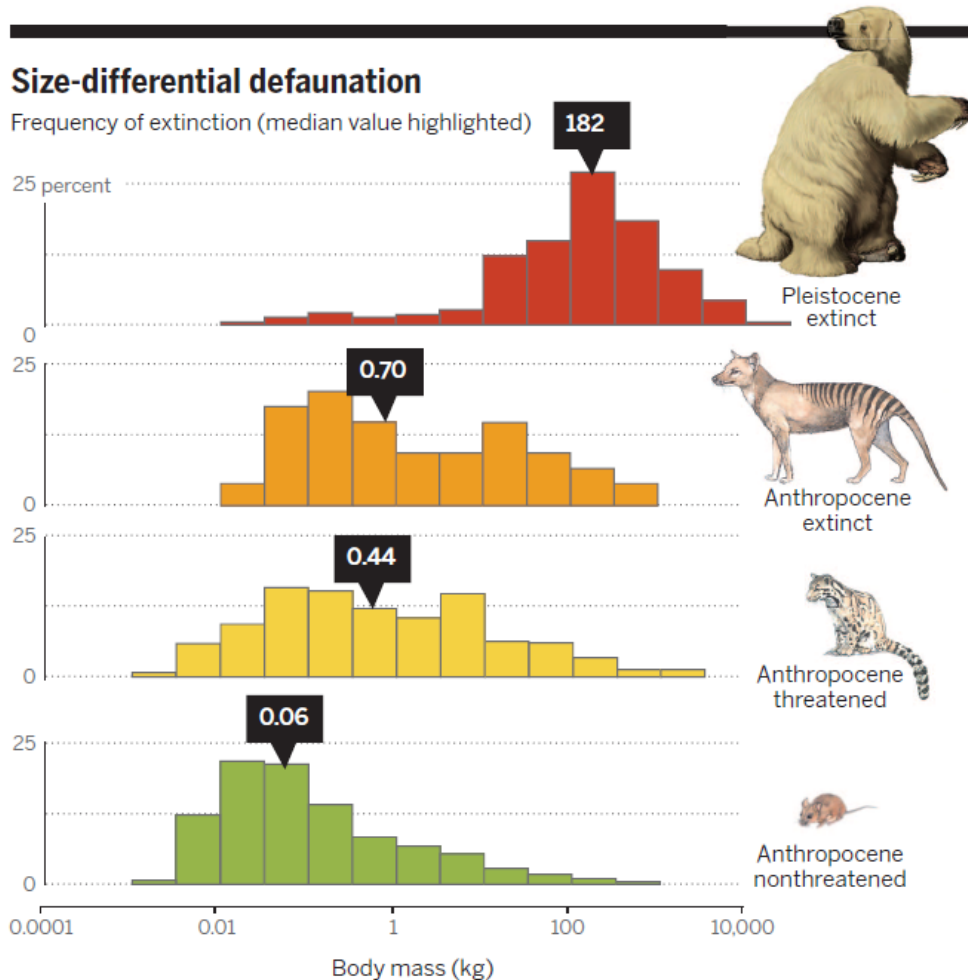 Size-differential defaunation
Frequency of extinction (median value highlighted)
182
25 percent
0
Pleistocene
extinct
25
0.70
0
Anthropocene
extinct
25
0.44
0
Anthropocene
threatened
25
0.06
0
Anthropocene
nonthreatened
0.0001 0.01 1 100 10,000
Body mass (kg)